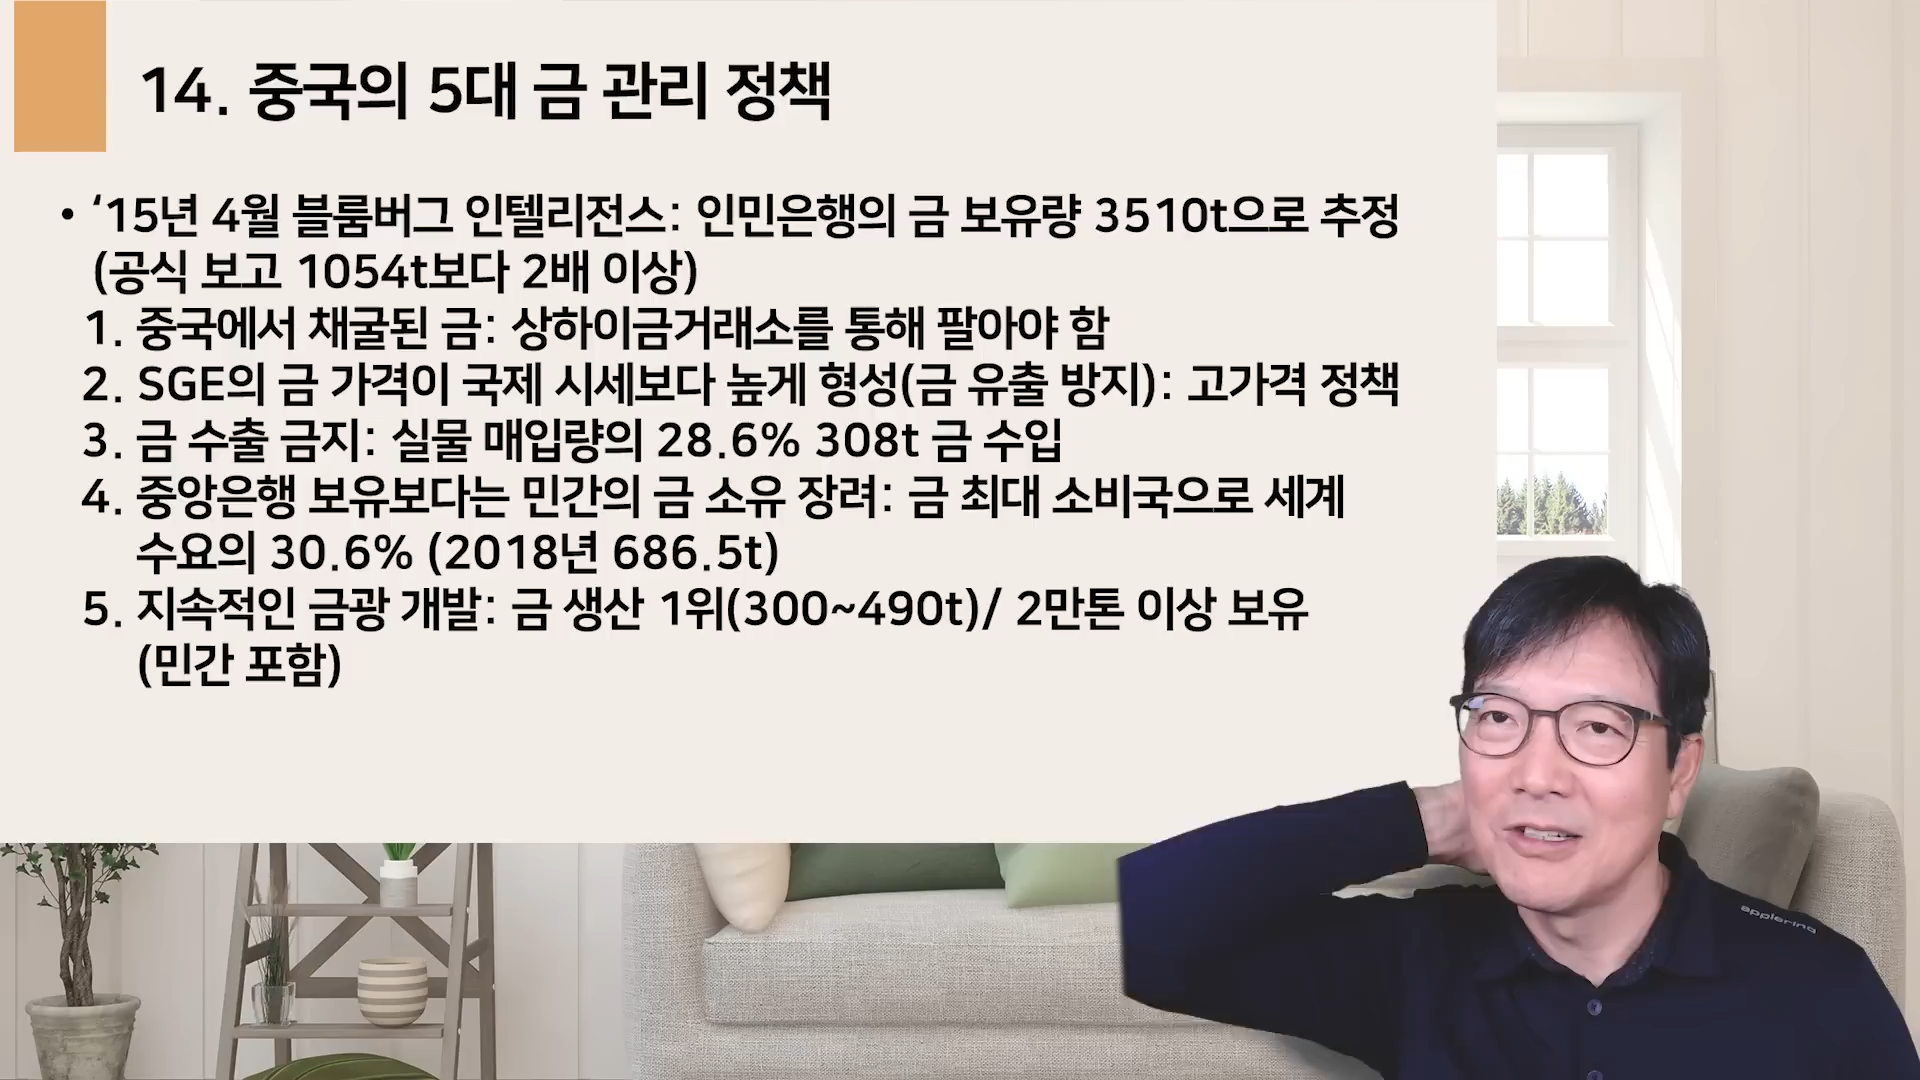 14. 중국의 5대 금 관리 정책
• ‘15년 4월 블룸버그 인텔리전스: 인민은행의 금 보유량 3510t으로 추정
(공식 보고 1054t보다 2배 이상)
1. 중국에서 채굴된 금: 상하이금거래소를 통해 팔아야 함
2. SGE의 금 가격이 국제 시세보다 높게 형성(금 유출 방지): 고가격 정책
3. 금 수출 금지: 실물 매입량의 28.6% 308t 금 수입
4. 중앙은행 보유보다는 민간의 금 소유 장려: 금 최대 소비국으로 세계
수요의 30.6% (2018년 686.5t)
5. 지속적인 금광 개발: 금 생산 1위(300~490t)/ 2만톤 이상 보유
(민간 포함)
applering